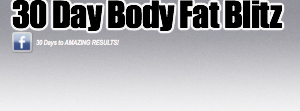 30 Day Body Fat Blitz
30 Days to AMAZING RESULTS!